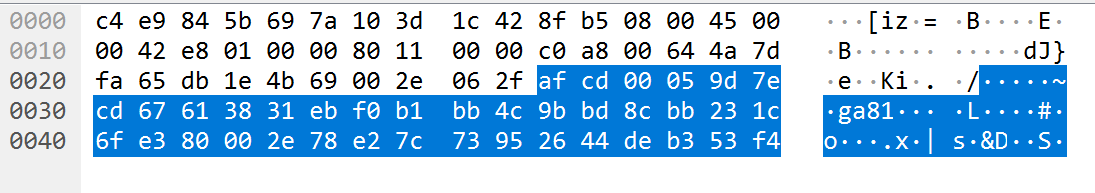 0000 c4 e9 84 5b 69 7a 10 3d 1c 42 8f b5 08 00 45 00 ···[iz·= ·B····E·
0010 00 42 e8 01 00 00 80 11 00 00 c0 a8 00 64 4a 7d ·B······ ·····dJ}
0020 fa 65 db 1e 4b 69 00 2e 06 2f af cd 00 05 9d 7e ·e··Ki·. ·/·····~
0030 cd 67 61 38 31 eb f0 b1 bb 4c 9b bd 8c bb 23 1c ·ga81··· ·L····#·
0040 6f e3 80 00 2e 78 e2 7c 73 95 26 44 de b3 53 f4 o···.x·| s·&D··S·